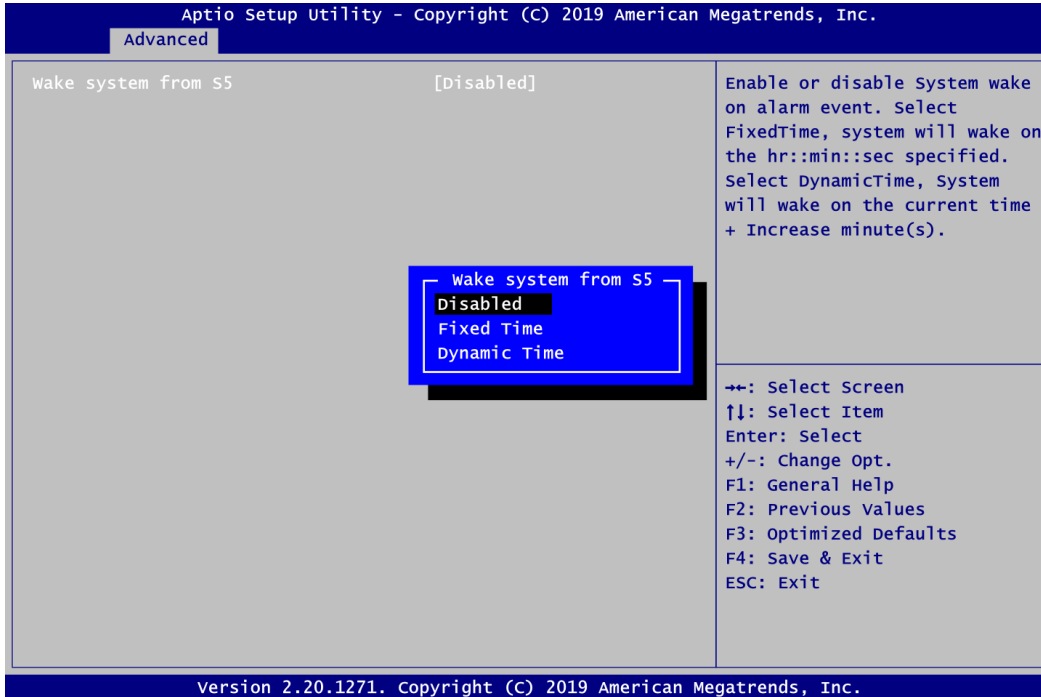 Aptio Setup Utility - Copyright (C) 2019 American Megatrends, Inc.
Advanced
Wake system from S5 [Disabled]
Enable or disable System wake
on alarm event. Select
FixedTime, system will wake on
the hr::min::sec specified.
Select DynamicTime, System
will wake on the current time
+ Increase minute(s).
Wake system from S5
Disabled
Fixed Time
Dynamic Time
→←: Select Screen
↑↓: Select Item
Enter: Select
+/-: Change Opt.
F1: General Help
F2: Previous Values
F3: Optimized Defaults
F4: Save & Exit
ESC: Exit
Version 2.20.1271. Copyright (C) 2019 American Megatrends, Inc.